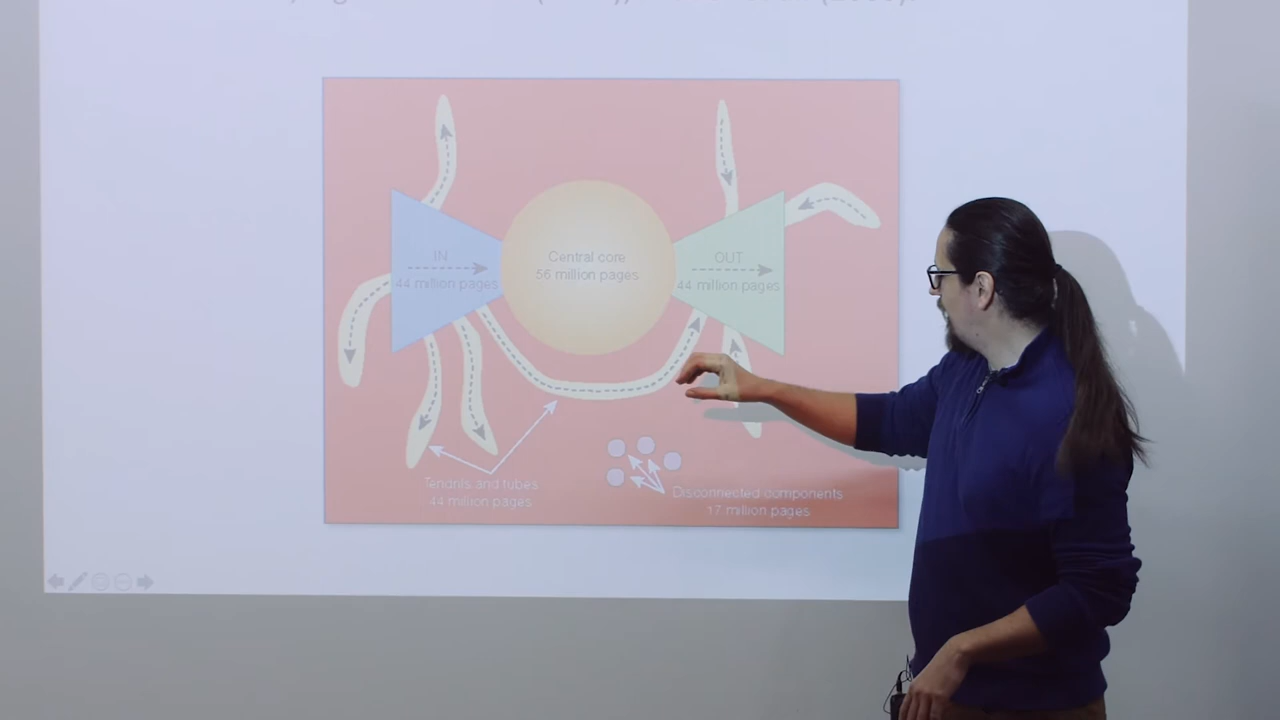 IN
44 million pages
Central core
56 million pages
OUT
44 million pages
Tendrils and tubes
44 million pages
Disconnected components
17 million pages